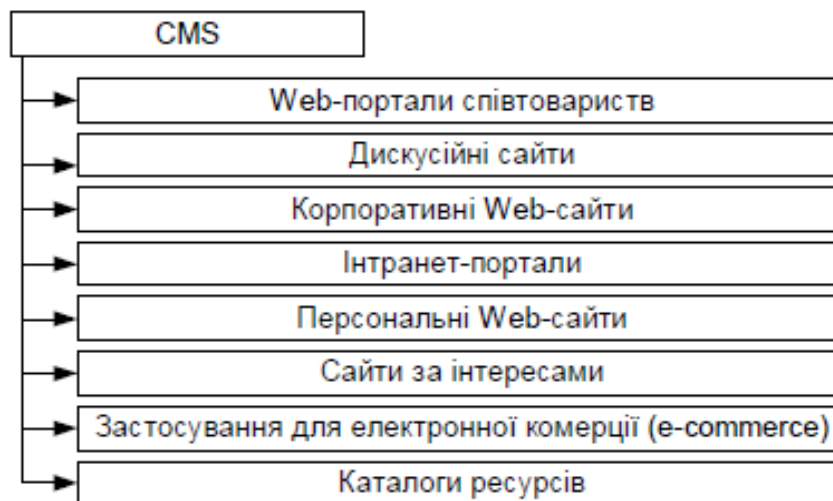 CMS
Web-портали співтовариств
Дискусійні сайти
Корпоративні Web-сайти
Інтранет-портали
Персональні Web-сайти
Сайти за інтересами
Застосування для електронної комерції (e-commerce)
Каталоги ресурсів